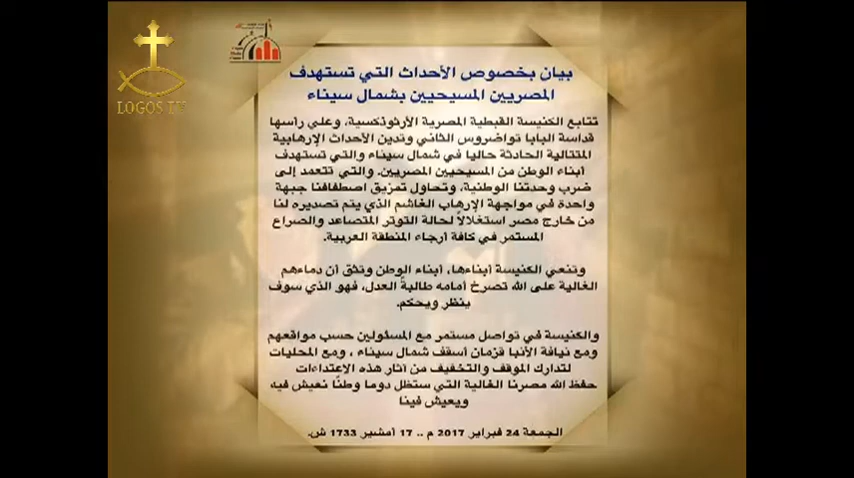 LOGOS TV
بيان بخصوص الأحداث التي تستهدف
المصريين المسيحيين بشمال سيناء
تتابع الكنيسة القبطية المصرية الأرثوذكسية، وعلي رأسها
قداسة البابا تواضروس الثاني وتدين الأحداث الإرهابية
المتتالية الحادثة حاليا في شمال سيناء والتي تستهدف
أبناء الوطن من المسيحيين المصريين. والتي تتعمد إلى
ضرب وحدتنا الوطنية، وتحاول تمزيق اصطفافنا جبهة
واحدة في مواجهة الإرهاب الغاشم الذي يتم تصديره لنا
من خارج مصر استغلالاً لحالة التوتر المتصاعد والصراع
المستمر في كافة أرجاء المنطقة العربية.
وتنعي الكنيسة أبناءها، أبناء الوطن وتثق أن دماءهم
الغالية على الله تصرخ أمامه طالبةً العدل، فهو الذي سوف
ينظر ويحكم.
والكنيسة في تواصل مستمر مع المسئولين حسب مواقعهم
ومع نيافة الأنبا قزمان أسقف شمال سيناء ، ومع المحليات
لتدارك الموقف والتخفيف من آثار هذه الإعتداءات
حفظ الله مصرنا الغالية التي ستظل دوما وطنًا نعيش فيه
ويعيش فينا
الجمعة 24 فبراير 2017 م .. 17 أمشير 1733 ش.